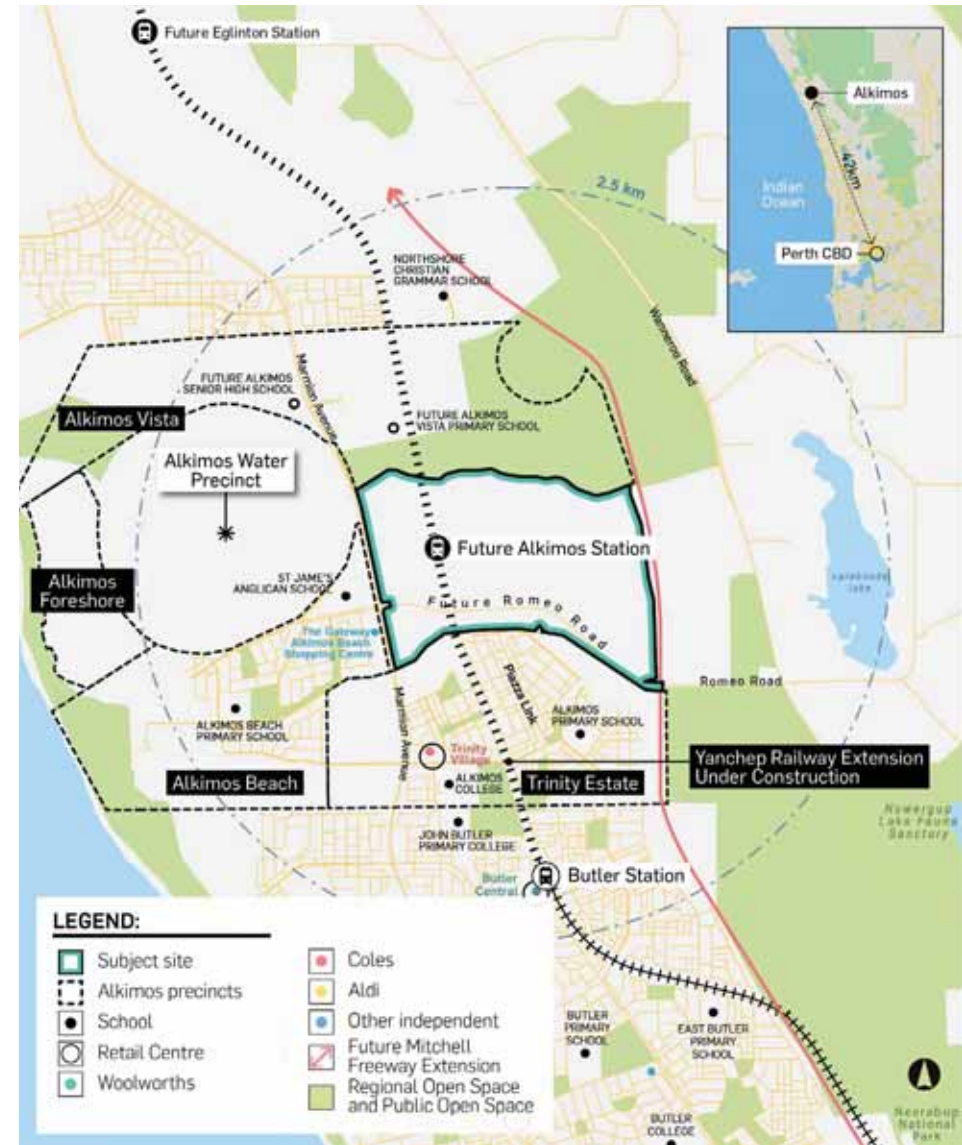 Future Eglinton Station
Alkimos
42km
Indian
Ocean
Perth CBD
2.5 km
NORTHSHORE
CHRISTIAN
GRAMMAR SCHOOL
Wanneroo Road
Marmion Avenue
FUTURE ALKIMOS
SENIOR HIGH SCHOOL
FUTURE ALKIMOS
VISTA PRIMARY SCHOOL
Alkimos Vista
Alkimos Water
Precinct
Future Alkimos Station
Alkimos
Foreshore
ST JAME'S
ANGLICAN SCHOOL
Future Romeo Road
The Gateway
Alkimos Beach
Shopping Centre
Romeo Road
Piazza Link
Marmion Avenue
ALKIMOS
PRIMARY SCHOOL
ALKIMOS BEACH
PRIMARY SCHOOL
Trinity
Village
Yanchep Railway Extension
Under Construction
Alkimos Beach
ALKIMOS
COLLEGE
Trinity Estate
JOHN BUTLER
PRIMARY COLLEGE
Nowergup
Lake Fauna
Sanctury
Butler
Central
Butler Station
LEGEND:
Subject site
Alkimos precincts
School
Retail Centre
Woolworths
Coles
Aldi
Other independent
Future Mitchell
Freeway Extension
Regional Open Space
and Public Open Space
BUTLER
PRIMARY
SCHOOL
EAST BUTLER
PRIMARY
SCHOOL
BUTLER
COLLEGE
Neerabup
National
Park